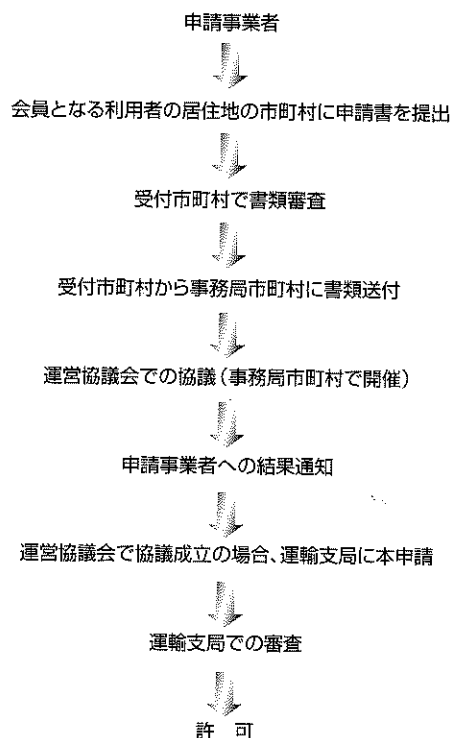 申請事業者
会員となる利用者の居住地の市町村に申請書を提出
受付市町村で書類審査
受付市町村から事務局市町村に書類送付
運営協議会での協議(事務局市町村で開催)
申請事業者への結果通知
運営協議会で協議成立の場合、運輸支局に本申請
運輸支局での審査
許 可